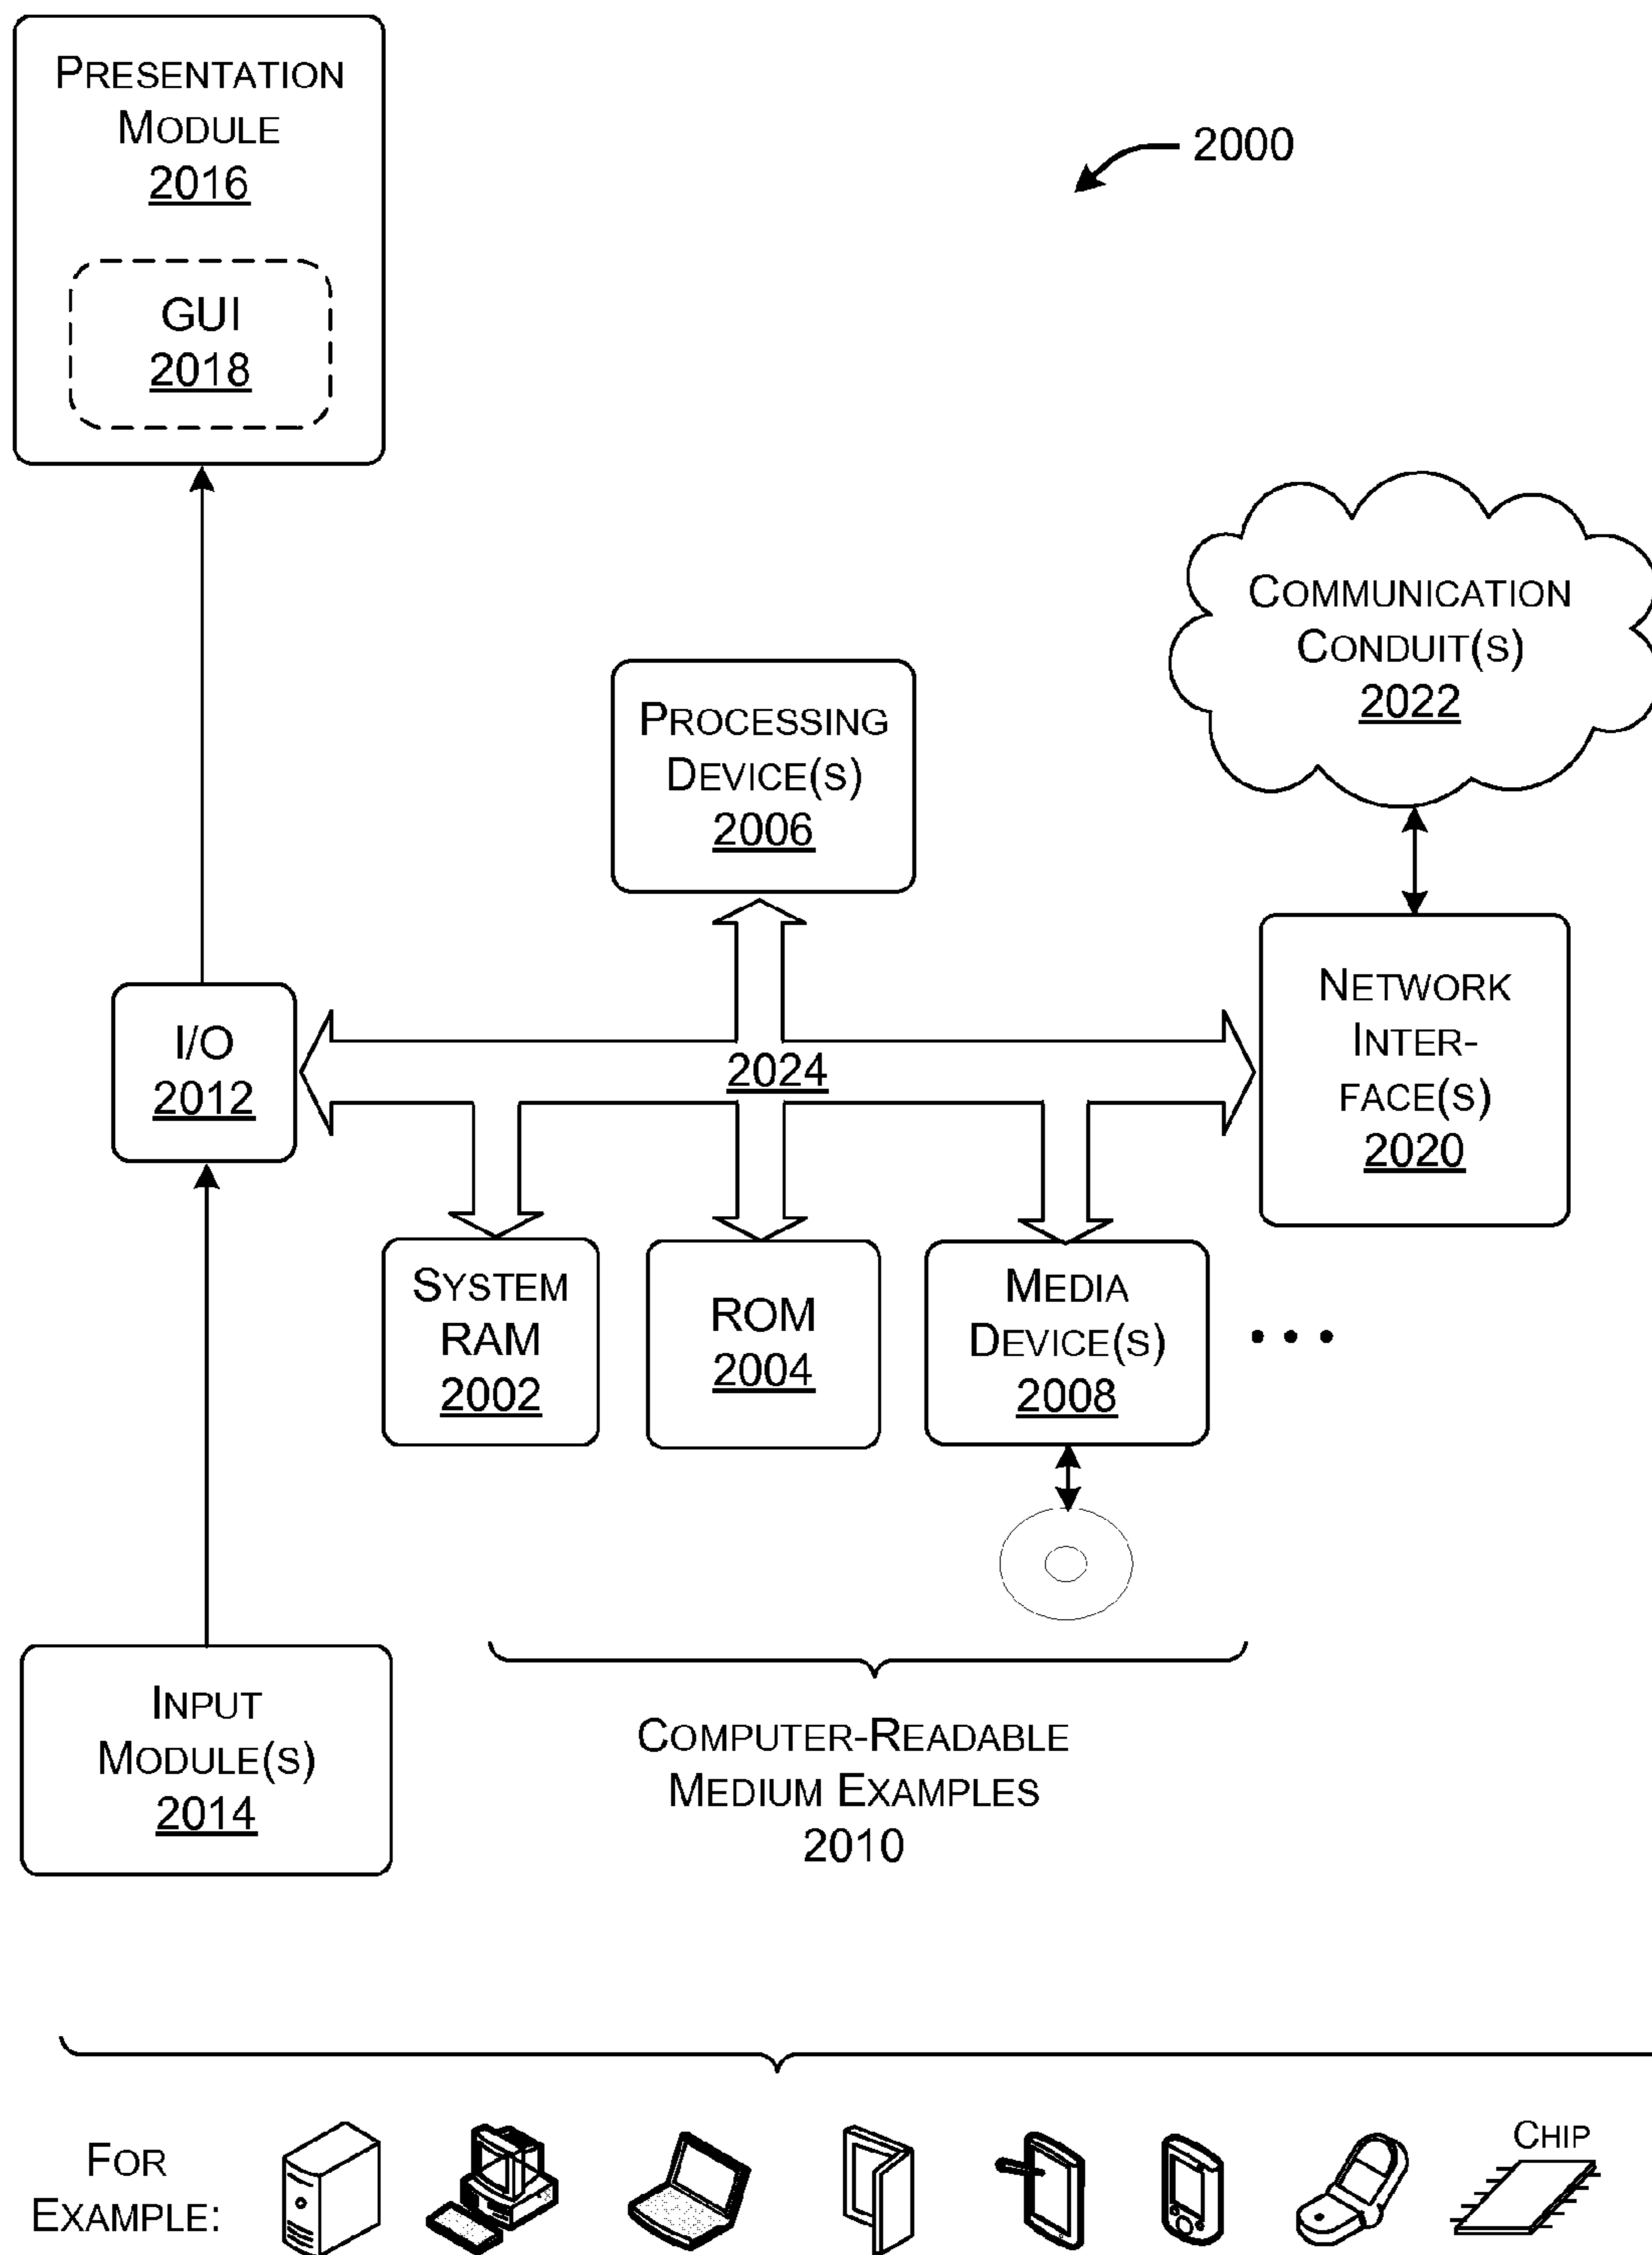 PRESENTATION
MODULE
2016
GUI
2018
2000
COMMUNICATION
CONDUIT(S)
2022
PROCESSING
DEVICE(S)
2006
NETWORK
INTER-
FACE(S)
2020
I/O
2012
2024
SYSTEM
RAM
2002
ROM
2004
MEDIA
DEVICE(S)
2008
• • •
INPUT
MODULE(S)
2014
COMPUTER-READABLE
MEDIUM EXAMPLES
2010
FOR
EXAMPLE:
CHIP